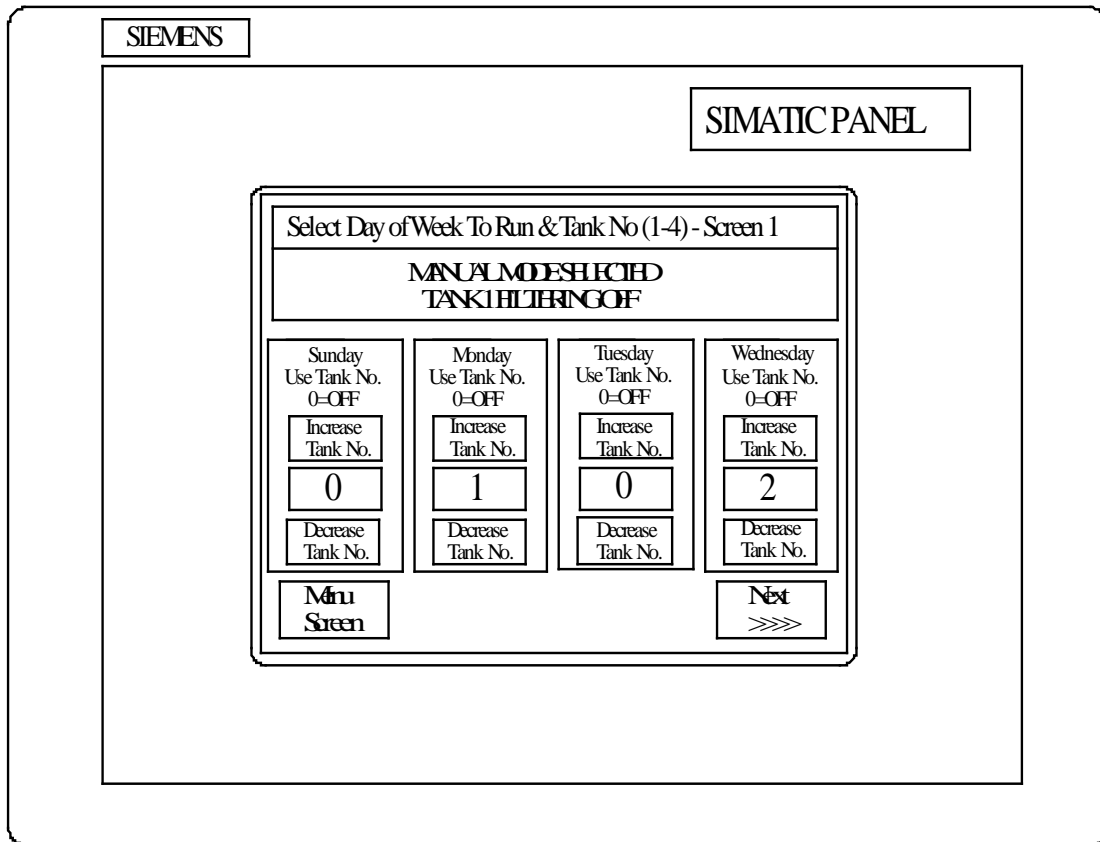 SIEMENS
SIMATIC PANEL
Select Day of Week To Run & Tank No (1-4) - Screen 1
MANUAL MODE SELECTED
TANK 1 FILTERING OFF
Sunday
Use Tank No.
0=OFF
Increase
Tank No.
0
Decrease
Tank No.
Monday
Use Tank No.
0=OFF
Increase
Tank No.
1
Decrease
Tank No.
Tuesday
Use Tank No.
0=OFF
Increase
Tank No.
0
Decrease
Tank No.
Wednesday
Use Tank No.
0=OFF
Increase
Tank No.
2
Decrease
Tank No.
Menu
Screen
Next
>>>>